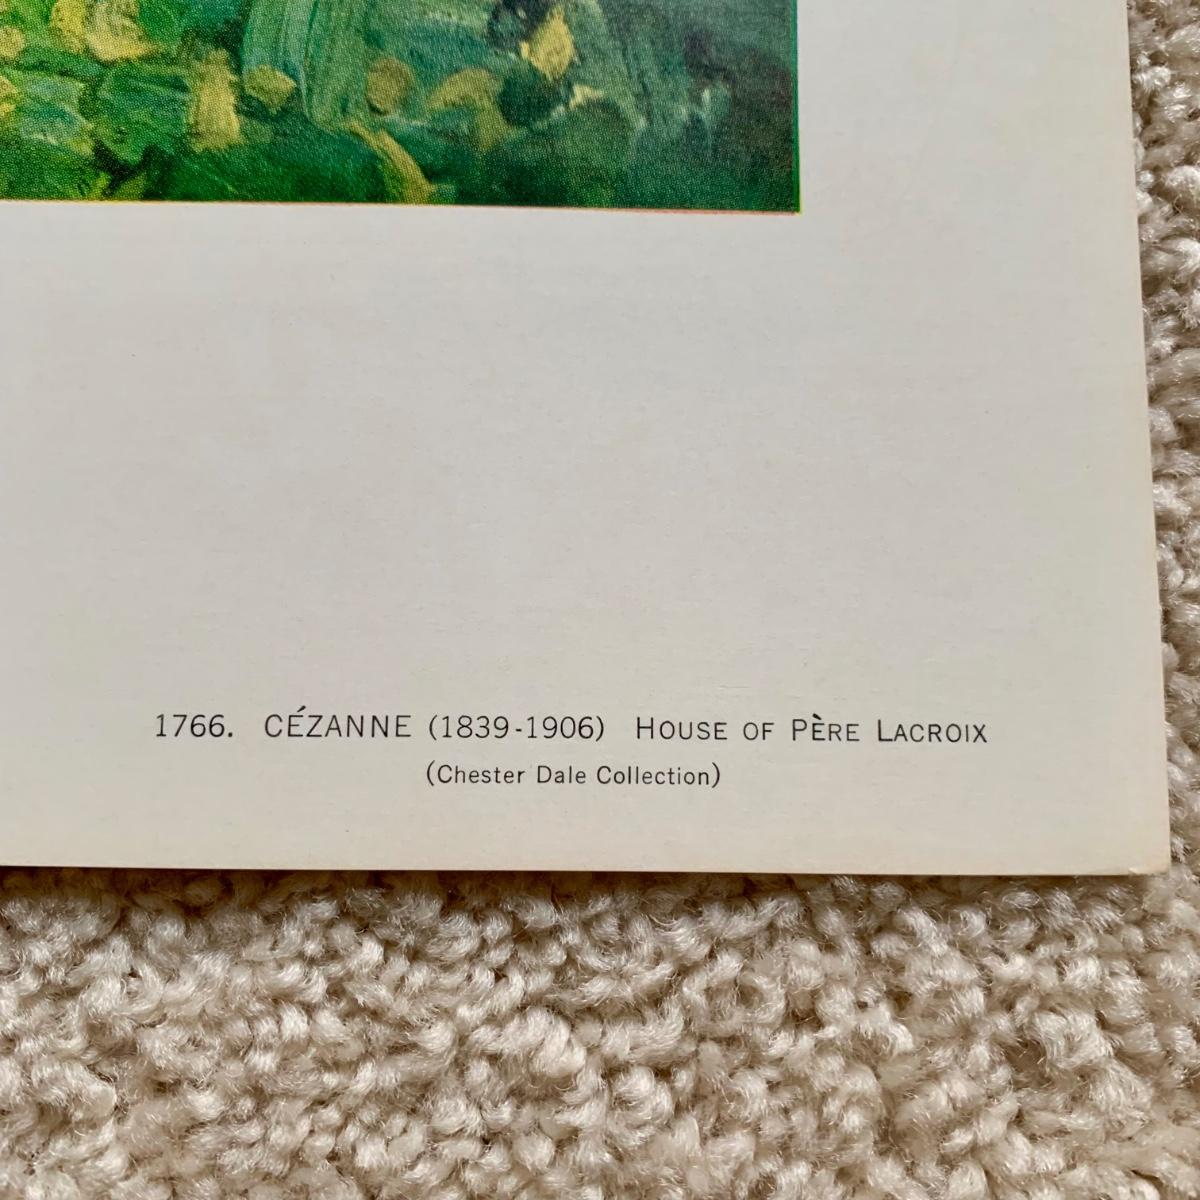 1766. CÉZANNE (1839-1906) HOUSE OF PÈRE LACROIX
(Chester Dale Collection)